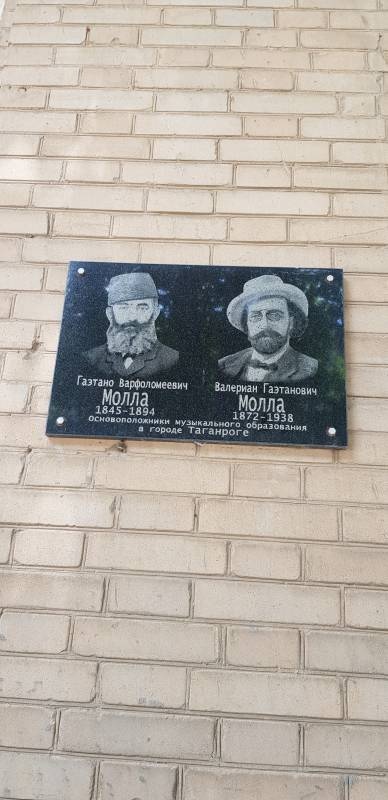 Гаэтано Варфоломеевич
Молла
1845-1894
Валериан Гаэтанович
Молла
1872-1938
основоположники музыкального образования
в городе Таганроге